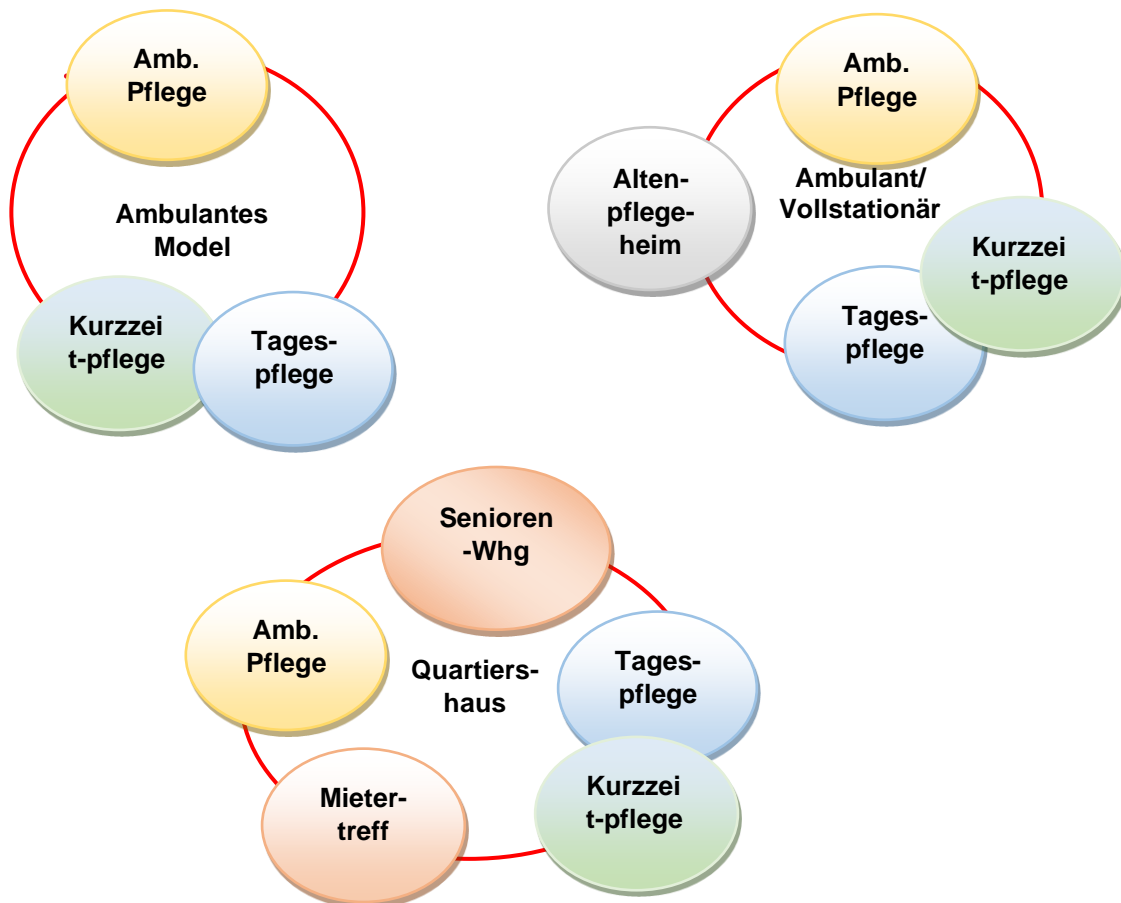 Amb.
Pflege
Ambulantes
Model
Kurzzei
t-pflege
Tages-
pflege
Amb.
Pflege
Alten-
pflege-
heim
Ambulant/
Vollstationär
Kurzzei
t-pflege
Tages-
pflege
Senioren
-Whg
Amb.
Pflege
Quartiers-
haus
Tages-
pflege
Mieter-
treff
Kurzzei
t-pflege